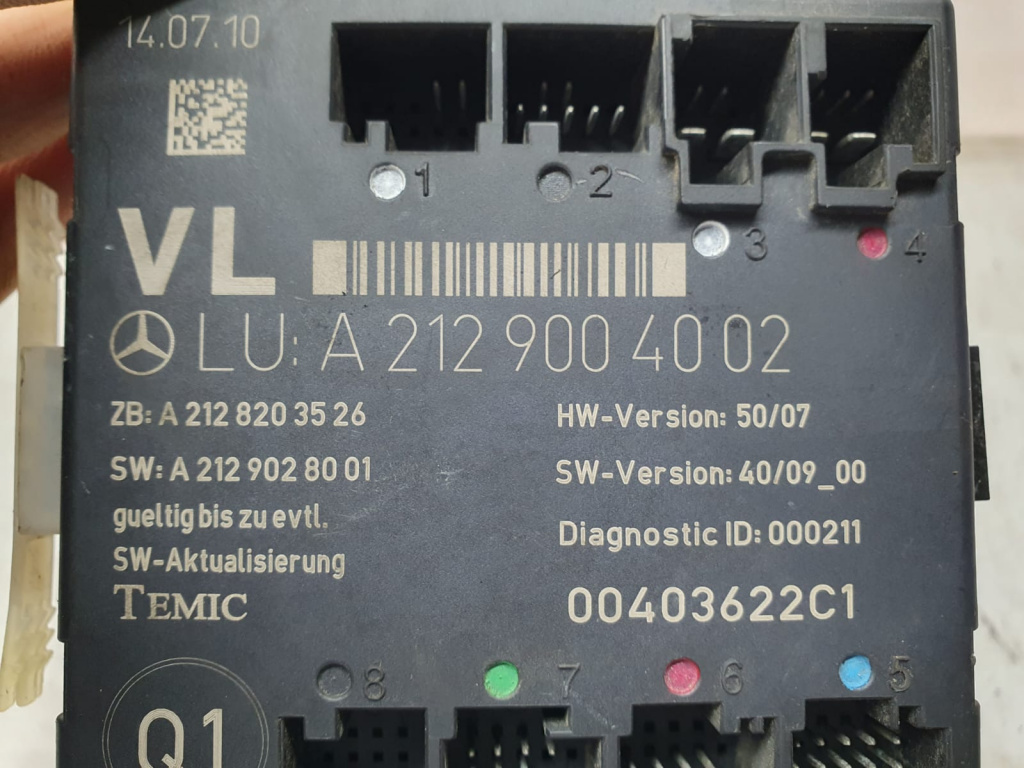 14.07.10
1
2
3
4
VL
LU: A 212 900 40 02
ZB: A 212 820 35 26
HW-Version: 50/07
SW: A 212 902 80 01
SW-Version: 40/09_00
gueltig bis zu evtl.
SW-Aktualisierung
Diagnostic ID: 000211
TEMIC
00403622C1
8
7
6
5
Q1